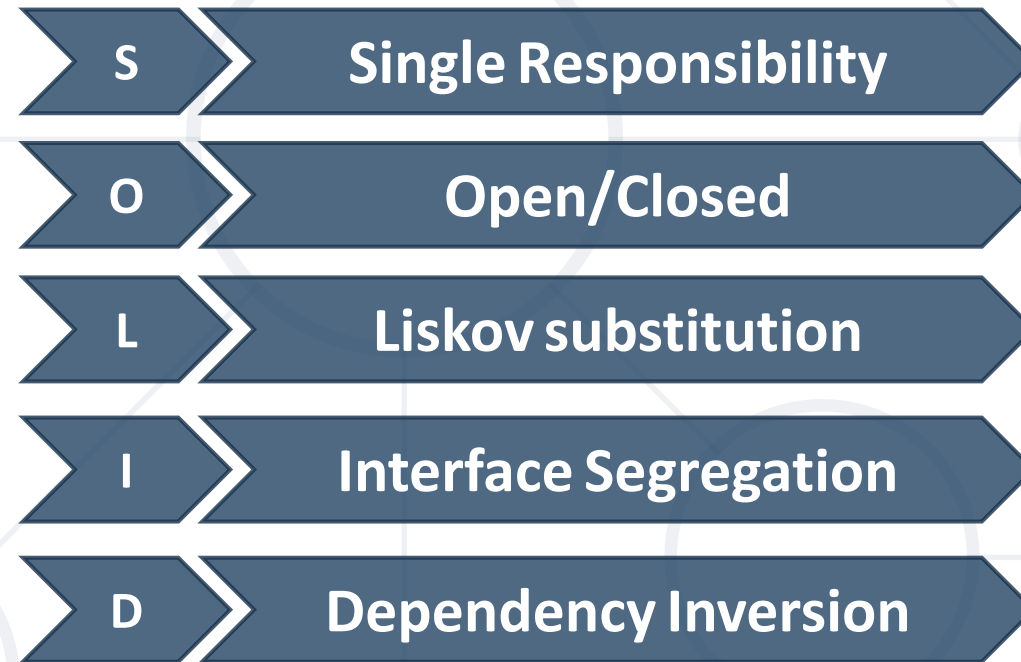 S Single Responsibility
O Open/Closed
L Liskov substitution
I Interface Segregation
D Dependency Inversion